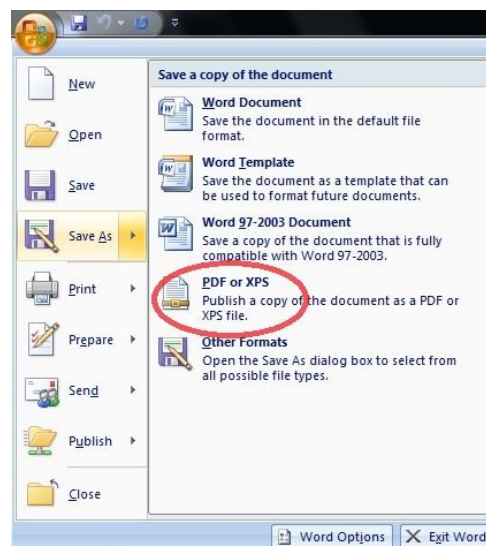 New
Open
Save
Save As
Print
Prepare
Send
Publish
Close
Save a copy of the document
Word Document
Save the document in the default file
format.
Word Template
Save the document as a template that can
be used to format future documents.
Word 97-2003 Document
Save a copy of the document that is fully
compatible with Word 97-2003.
PDF or XPS
Publish a copy of the document as a PDF or
XPS file.
Other Formats
Open the Save As dialog box to select from
all possible file types.
Word Options
Exit Word